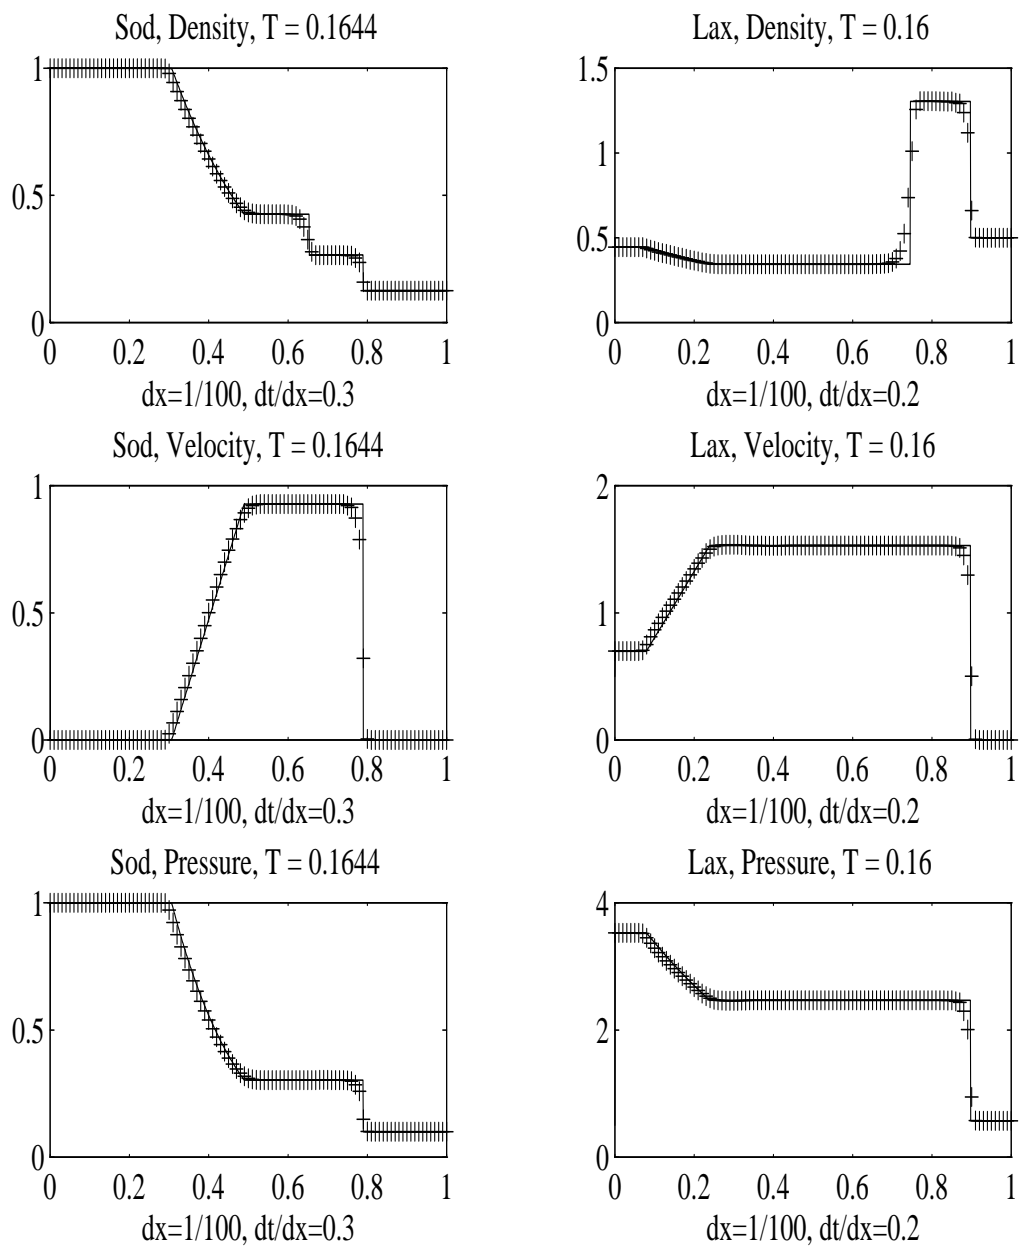 Sod, Density, T = 0.1644
1
0.5
0
0 0.2 0.4 0.6 0.8 1
dx=1/100, dt/dx=0.3
Lax, Density, T = 0.16
1.5
1
0.5
0
0 0.2 0.4 0.6 0.8 1
dx=1/100, dt/dx=0.2
Sod, Velocity, T = 0.1644
1
0.5
0
0 0.2 0.4 0.6 0.8 1
dx=1/100, dt/dx=0.3
Lax, Velocity, T = 0.16
2
1
0
0 0.2 0.4 0.6 0.8 1
dx=1/100, dt/dx=0.2
Sod, Pressure, T = 0.1644
1
0.5
0
0 0.2 0.4 0.6 0.8 1
dx=1/100, dt/dx=0.3
Lax, Pressure, T = 0.16
4
2
0
0 0.2 0.4 0.6 0.8 1
dx=1/100, dt/dx=0.2